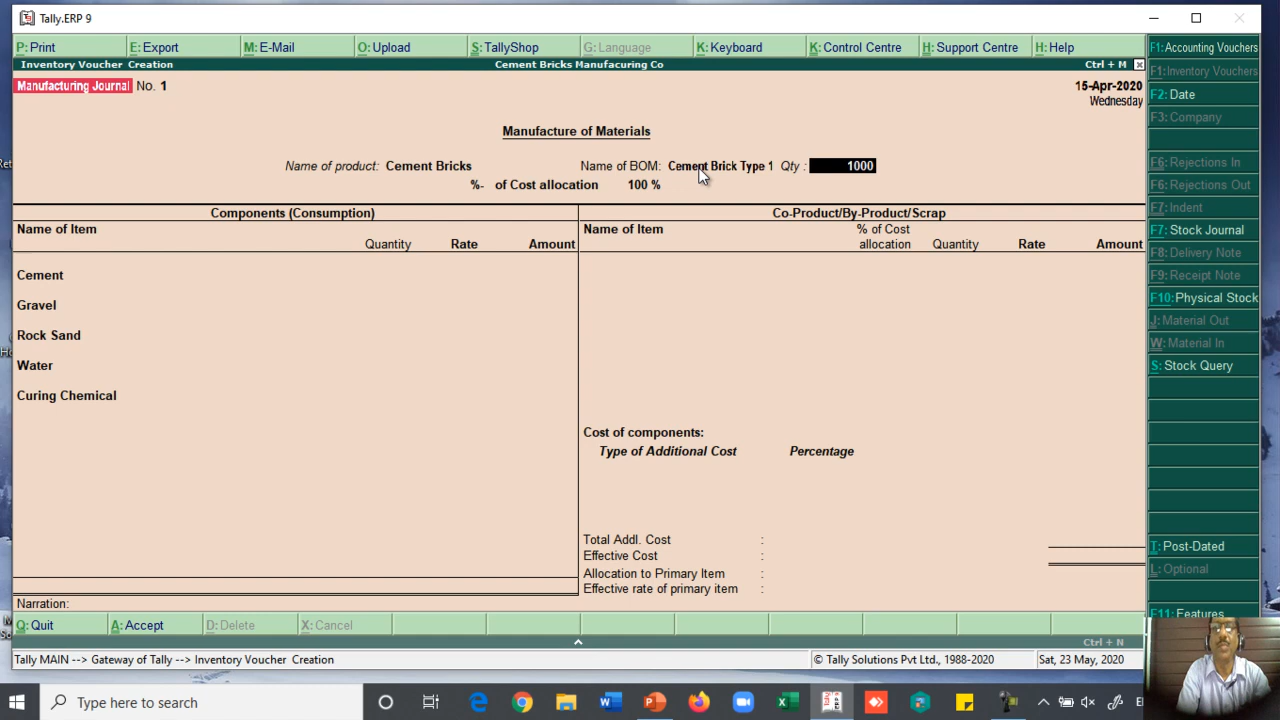 Tally.ERP 9
P: Print E: Export M: E-Mail O: Upload S: TallyShop G: Language K: Keyboard K: Control Centre H: Support Centre H: Help
Inventory Voucher Creation Cement Bricks Manufacuring Co Ctrl + M
Manufacturing Journal No. 1 15-Apr-2020
Wednesday
Manufacture of Materials
Name of product: Cement Bricks Name of BOM: Cement Brick Type 1 Qty : 1000
%- of Cost allocation 100 %
Components (Consumption) Co-Product/By-Product/Scrap
Name of Item Name of Item % of Cost
Quantity Rate Amount allocation Quantity Rate Amount
Cement
Gravel
Rock Sand
Water
Curing Chemical
Cost of components:
Type of Additional Cost Percentage
Total Addl. Cost :
Effective Cost :
Allocation to Primary Item :
Effective rate of primary item :
Narration:
Q: Quit A: Accept D: Delete X: Cancel
Ctrl + N
Tally MAIN --> Gateway of Tally --> Inventory Voucher Creation © Tally Solutions Pvt Ltd., 1988-2020 Sat, 23 May, 2020
F1: Accounting Vouchers
F1: Inventory Vouchers
F2: Date
F3: Company
F6: Rejections In
F6: Rejections Out
F7: Indent
F7: Stock Journal
F8: Delivery Note
F9: Receipt Note
F10: Physical Stock
J: Material Out
W: Material In
S: Stock Query
T: Post-Dated
L: Optional
F11: Features
Type here to search